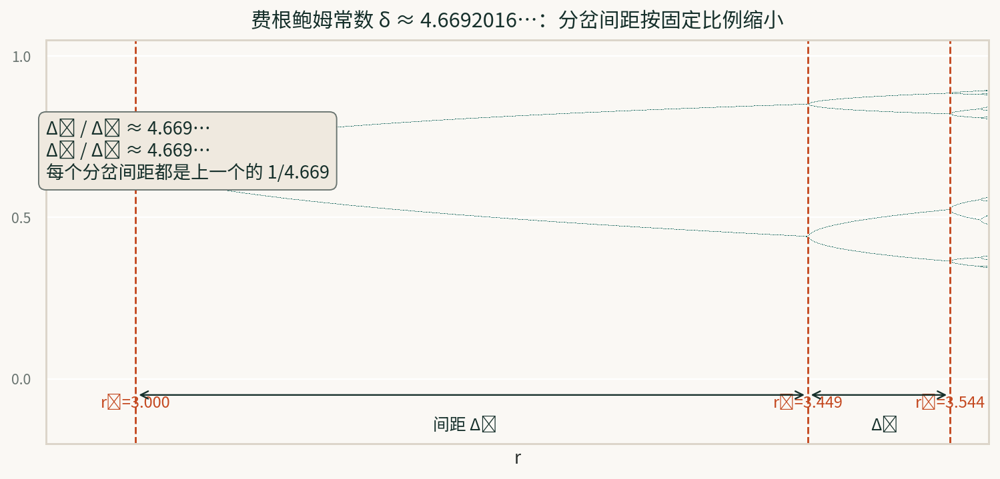 费根鲍姆常数 δ ≈ 4.6692016⋯：分岔间距按固定比例缩小
1.0
Δ□ / Δ□ ≈ 4.669⋯
Δ□ / Δ□ ≈ 4.669⋯
每个分岔间距都是上一个的 1/4.669
0.5
0.0
r□=3.000
r□=3.449
r□=3.544
间距 Δ□
Δ□
r